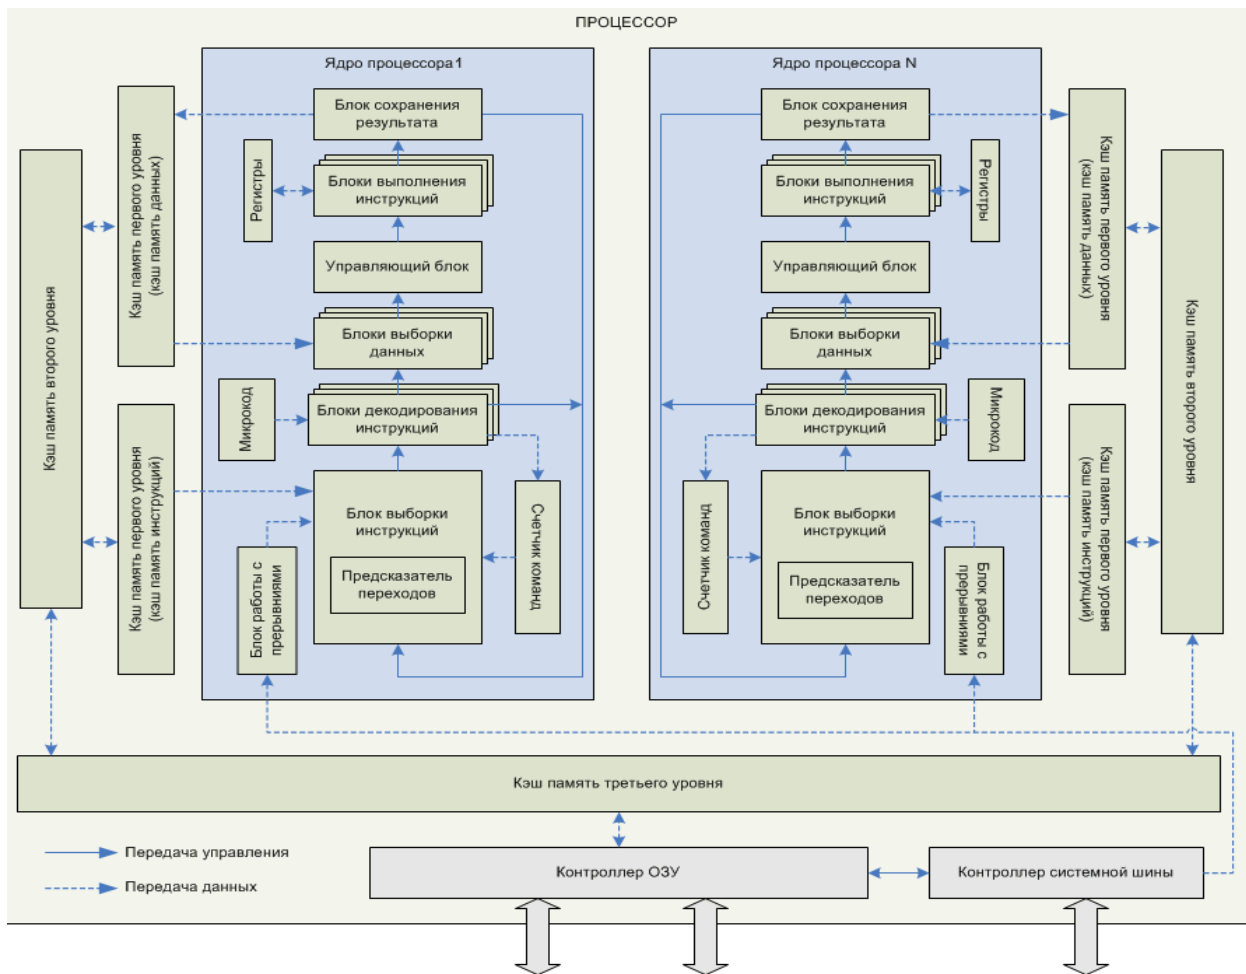 ПРОЦЕССОР
Ядро процессора1
Блок сохранения
результата
Регистры
Блоки выполнения
инструкций
Управляющий блок
Блоки выборки
данных
Микрокод
Блоки декодирования
инструкций
Блок выборки
инструкций
Предсказатель
переходов
Счетчик команд
Блок работы с
прерывниями
Кэш память первого уровня
(кэш память данных)
Кэш память первого уровня
(кэш память инструкций)
Кэш память второго уровня
Ядро процессора N
Блок сохранения
результата
Блоки выполнения
инструкций
Регистры
Управляющий блок
Блоки выборки
данных
Блоки декодирования
инструкций
Микрокод
Счетчик команд
Блок выборки
инструкций
Предсказатель
переходов
Блок работы с
прерывниями
Кэш память первого уровня
(кэш память данных)
Кэш память первого уровня
(кэш память инструкций)
Кэш память второго уровня
Кэш память третьего уровня
Передача управления
Передача данных
Контроллер ОЗУ
Контроллер системной шины